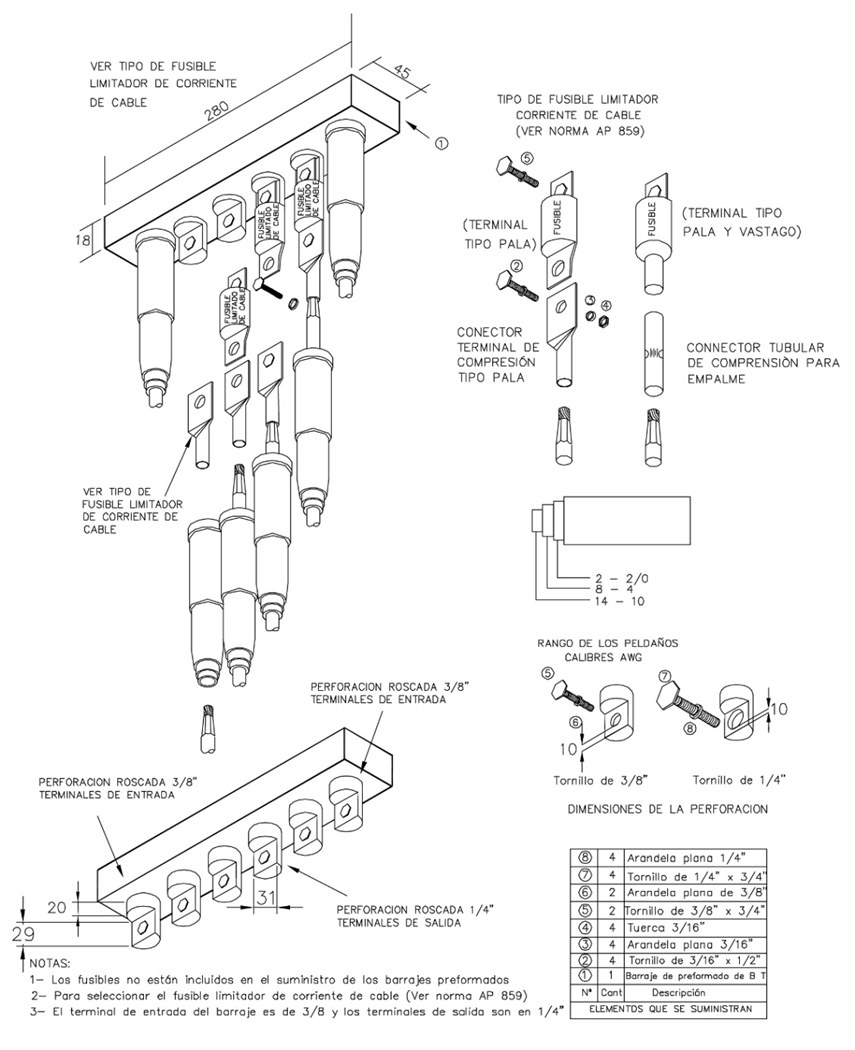 VER TIPO DE FUSIBLE
LIMITADOR DE CORRIENTE
DE CABLE
280
45
①
18
FUSIBLE
LIMITADO
DE CABLE
FUSIBLE
LIMITADO
DE CABLE
FUSIBLE
LIMITADO
DE CABLE
VER TIPO DE
FUSIBLE LIMITADOR
DE CORRIENTE DE
CABLE
TIPO DE FUSIBLE LIMITADOR
CORRIENTE DE CABLE
(VER NORMA AP 859)
⑤
FUSIBLE
FUSIBLE
(TERMINAL
TIPO PALA)
(TERMINAL TIPO
PALA Y VASTAGO)
②
③
④
CONECTOR
TERMINAL DE
COMPRESIÓN
TIPO PALA
CONNECTOR TUBULAR
DE COMPRENSIÒN PARA
EMPALME
2 – 2/0
8 – 4
14 – 10
RANGO DE LOS PELDAÑOS
CALIBRES AWG
⑤
⑦
⑥
⑧
10
10
Tornillo de 3/8”
Tornillo de 1/4”
DIMENSIONES DE LA PERFORACION
PERFORACION ROSCADA 3/8”
TERMINALES DE ENTRADA
PERFORACION ROSCADA 3/8”
TERMINALES DE ENTRADA
20
29
31
PERFORACION ROSCADA 1/4”
TERMINALES DE SALIDA
NOTAS:
1– Los fusibles no están incluidos en el suministro de los barrajes preformados
2– Para seleccionar el fusible limitador de corriente de cable (Ver norma AP 859)
3– El terminal de entrada del barraje es de 3/8 y los terminales de salida son en 1/4”
⑧ 4 Arandela plana 1/4”
⑦ 4 Tornillo de 1/4” x 3/4”
⑥ 2 Arandela plana de 3/8”
⑤ 2 Tornillo de 3/8” x 3/4”
④ 4 Tuerca 3/16”
③ 4 Arandela plana 3/16”
② 4 Tornillo de 3/16” x 1/2”
① 1 Barraje de preformado de B T
Nº Cant Descripción
ELEMENTOS QUE SE SUMINISTRAN